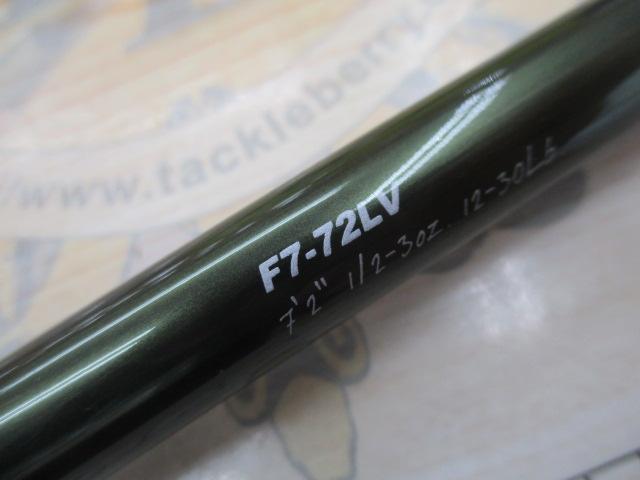 www.tackleberry.
F7-72LV
7'2" 1/2-3oz. 12-30Lb